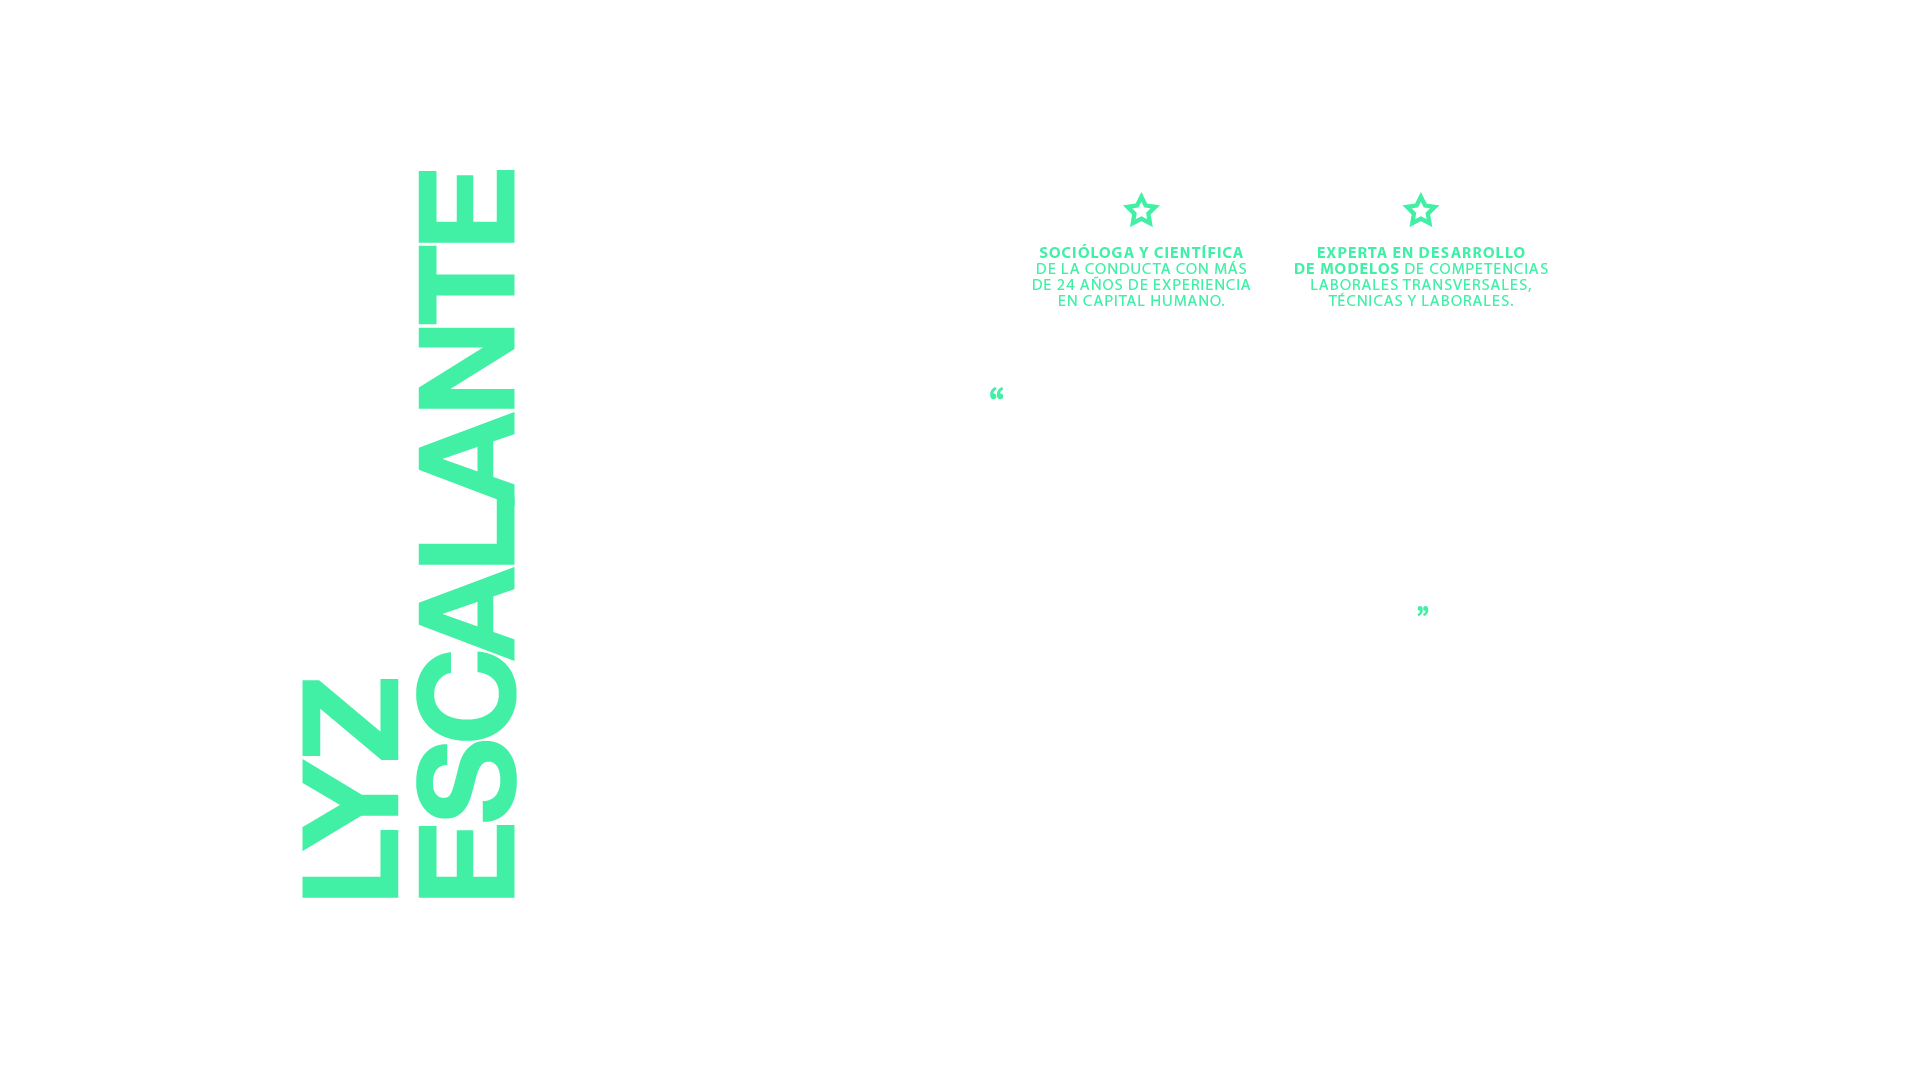 LYZ
ESCALANTE
SOCIÓLOGA Y CIENTÍFICA
DE LA CONDUCTA CON MÁS
DE 24 AÑOS DE EXPERIENCIA
EN CAPITAL HUMANO.
EXPERTA EN DESARROLLO
DE MODELOS DE COMPETENCIAS
LABORALES TRANSVERSALES,
TÉCNICAS Y LABORALES.
“
”